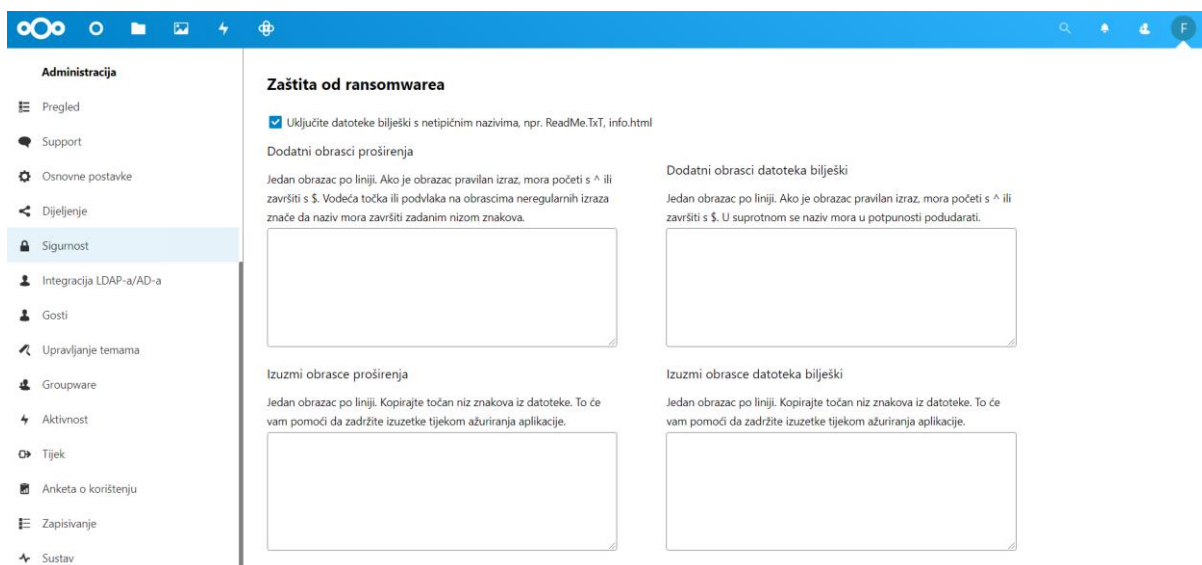 F
Administracija
Pregled
Support
Osnovne postavke
Dijeljenje
Sigurnost
Integracija LDAP-a/AD-a
Gosti
Upravljanje temama
Groupware
Aktivnost
Tijek
Anketa o korištenju
Zapisivanje
Sustav
Zaštita od ransomwarea
Uključite datoteke bilješki s netipičnim nazivima, npr. ReadMe.TxT, info.html
Dodatni obrasci proširenja
Jedan obrazac po liniji. Ako je obrazac pravilan izraz, mora početi s ^ ili
završiti s $. Vodeća točka ili podvlaka na obrascima neregularnih izraza
znače da naziv mora završiti zadanim nizom znakova.
Dodatni obrasci datoteka bilješki
Jedan obrazac po liniji. Ako je obrazac pravilan izraz, mora početi s ^ ili
završiti s $. U suprotnom se naziv mora u potpunosti podudarati.
Izuzmi obrasce proširenja
Jedan obrazac po liniji. Kopirajte točan niz znakova iz datoteke. To će
vam pomoći da zadržite izuzetke tijekom ažuriranja aplikacije.
Izuzmi obrasce datoteka bilješki
Jedan obrazac po liniji. Kopirajte točan niz znakova iz datoteke. To će
vam pomoći da zadržite izuzetke tijekom ažuriranja aplikacije.